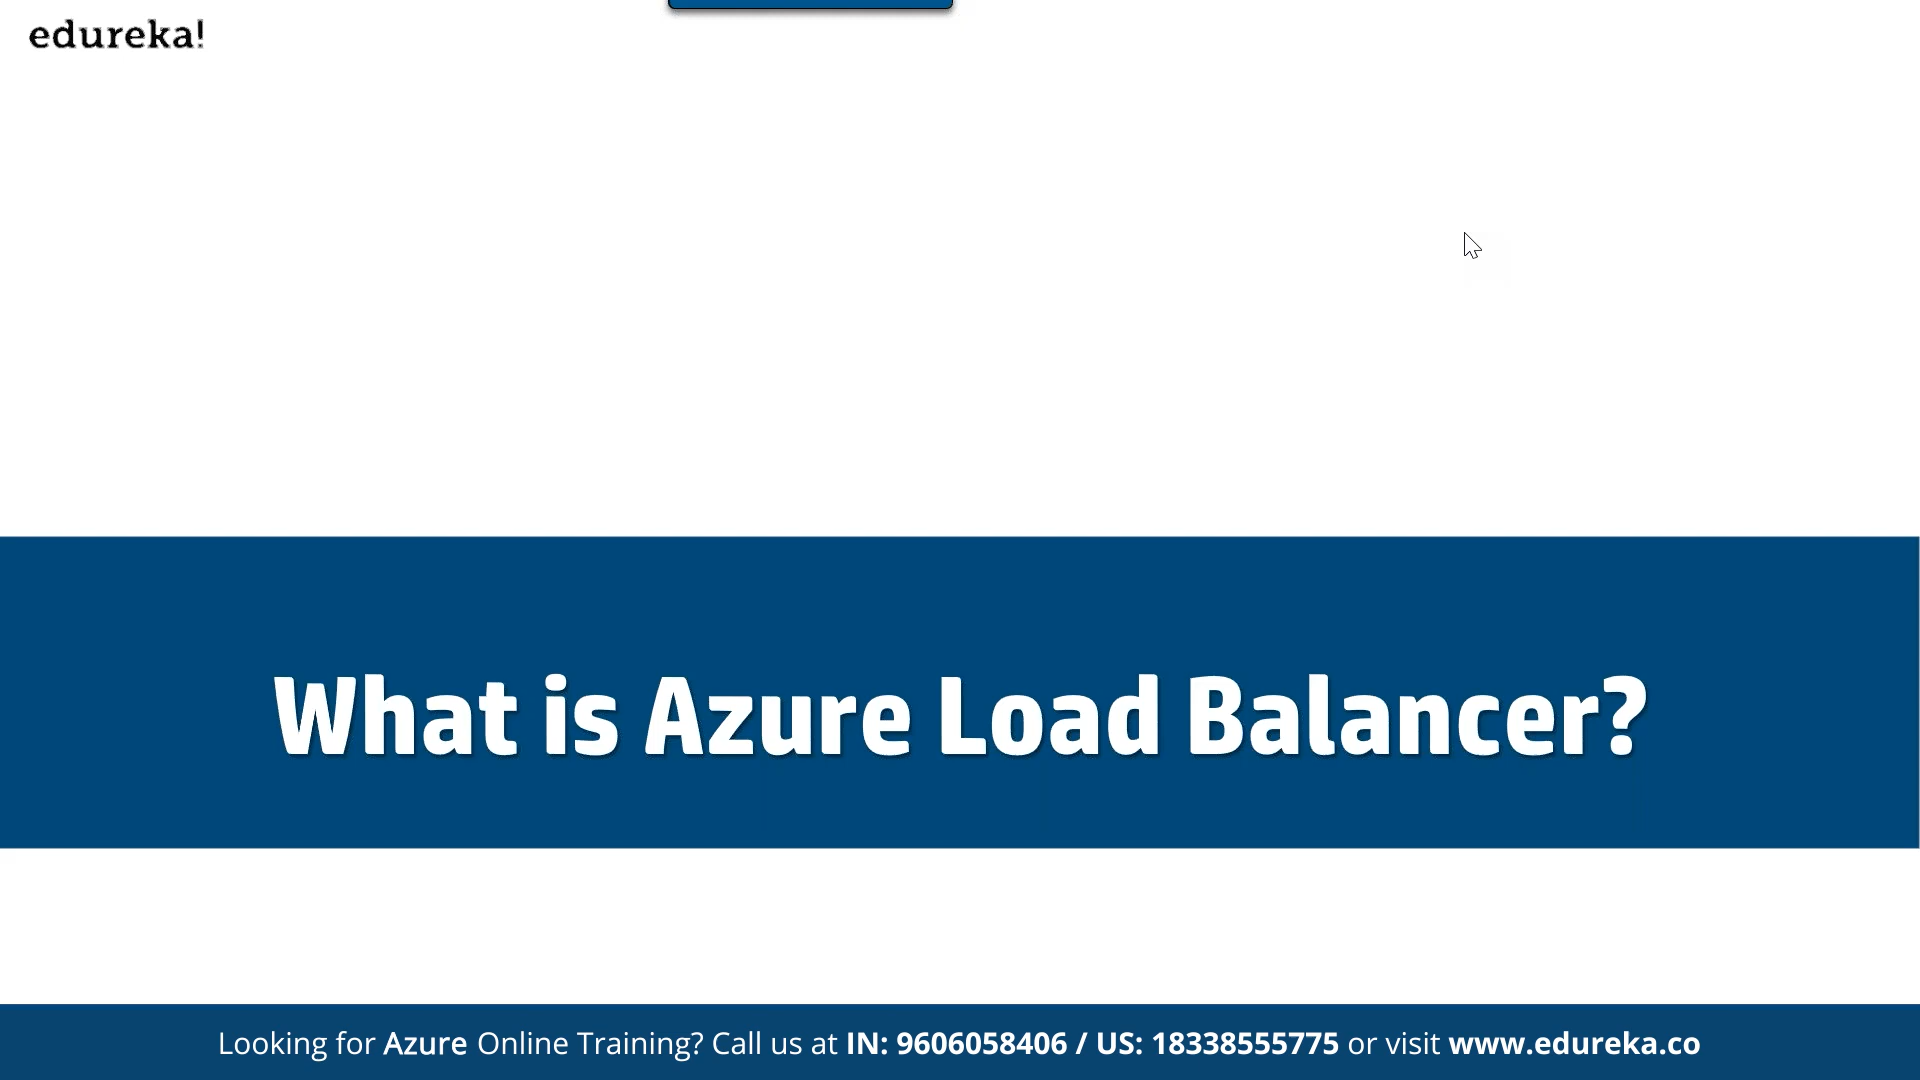 edureka!
What is Azure Load Balancer?
Looking for Azure Online Training? Call us at IN: 9606058406 / US: 18338555775 or visit www.edureka.co